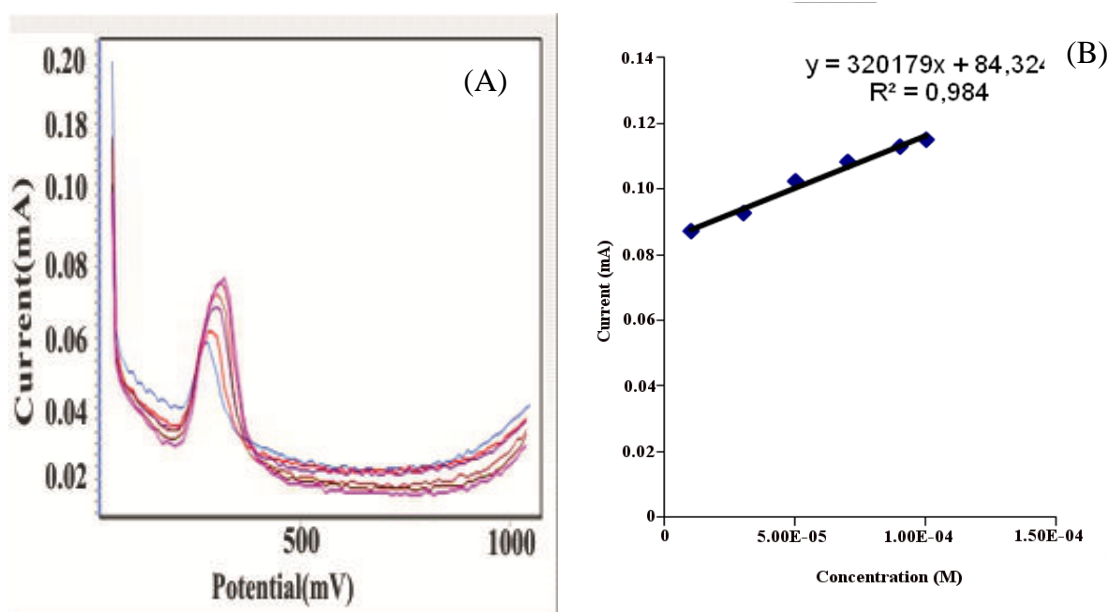 (A)
0.20
0.18
0.10
0.08
0.06
0.04
0.02
Current(mA)
500
1000
Potential(mV)
(B)
y = 320179x + 84,324
R² = 0,984
0.14
0.12
0.10
0.08
0.06
0.04
0.02
0
Current (mA)
0
5.00E-05
1.00E-04
1.50E-04
Concentration (M)